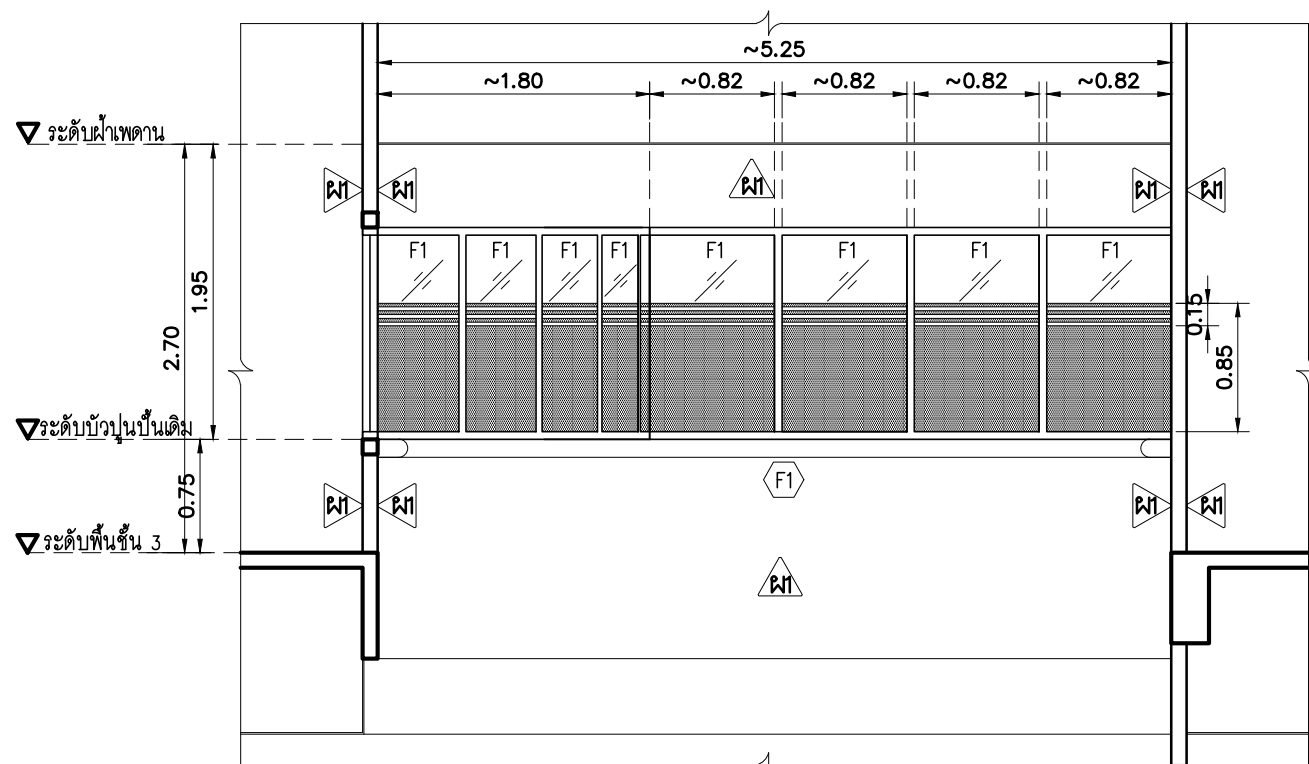 ~5.25
~1.80 ~0.82 ~0.82 ~0.82 ~0.82
ระดับฝ้าเพดาน
ผ1 ผ1 ผ1 ผ1 ผ1
F1 F1 F1 F1 F1 F1 F1 F1
1.95
2.70
0.15
0.85
ระดับบัวปูนปั้นเดิม
0.75
F1
ผ1 ผ1 ผ1 ผ1
ระดับพื้นชั้น 3
ผ1